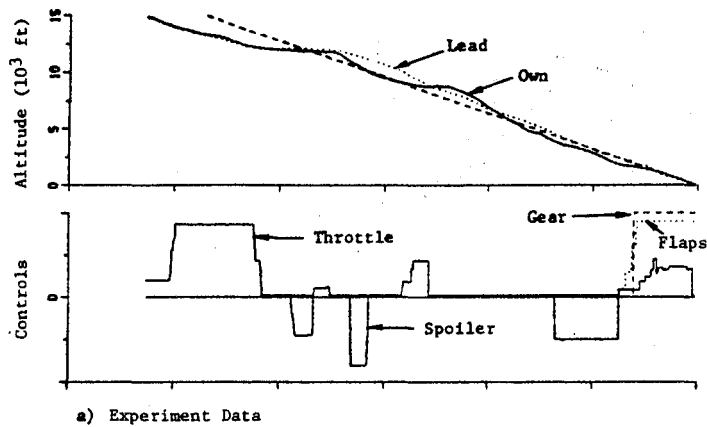 15
10
5
0
Altitude (10³ ft)
Lead
Own
Gear
Flaps
Throttle
0
Controls
Spoiler
a) Experiment Data